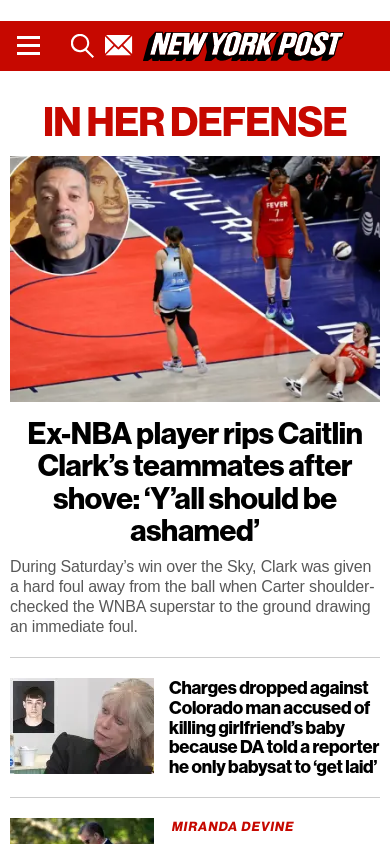 NEW YORK POST
IN HER DEFENSE
FEVER
7
7
ULTRA
AT&T
Ex-NBA player rips Caitlin
Clark’s teammates after
shove: ‘Y’all should be
ashamed’
During Saturday’s win over the Sky, Clark was given
a hard foul away from the ball when Carter shoulder-
checked the WNBA superstar to the ground drawing
an immediate foul.
Charges dropped against
Colorado man accused of
killing girlfriend’s baby
because DA told a reporter
he only babysat to ‘get laid’
MIRANDA DEVINE